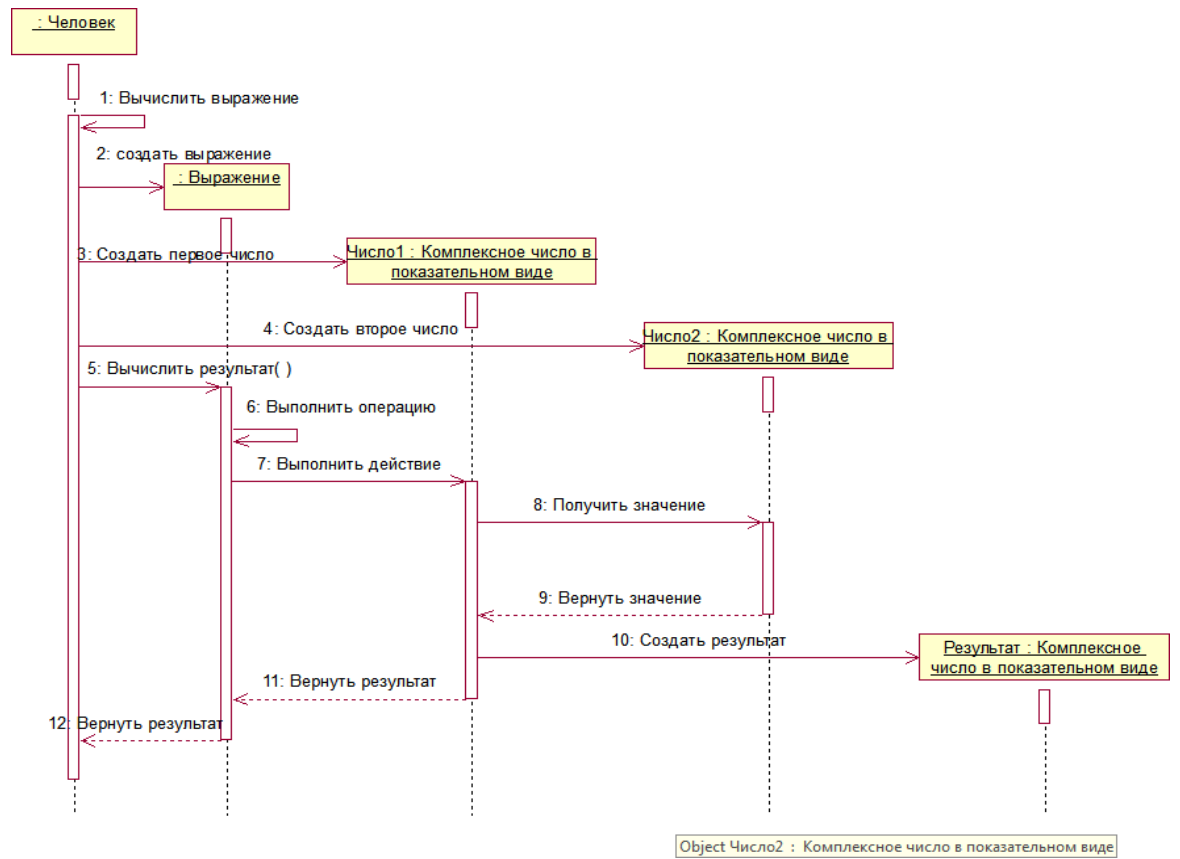 : Человек
1: Вычислить выражение
2: создать выражение
: Выражение
3: Создать первое число
Число1 : Комплексное число в
показательном виде
4: Создать второе число
Число2 : Комплексное число в
показательном виде
5: Вычислить результат( )
6: Выполнить операцию
7: Выполнить действие
8: Получить значение
9: Вернуть значение
10: Создать результат
Результат : Комплексное
число в показательном виде
11: Вернуть результат
12: Вернуть результат
Object Число2 : Комплексное число в показательном виде